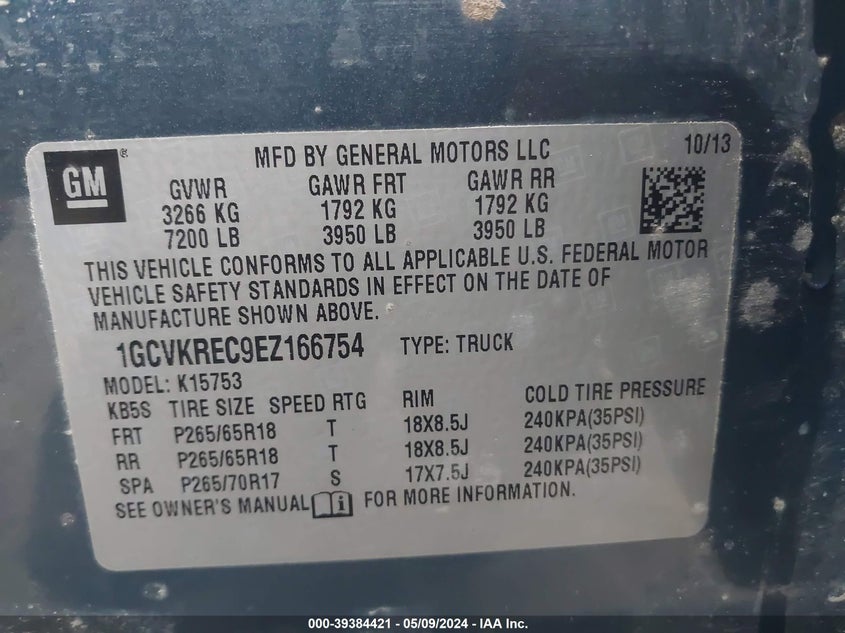 GM ® MFD BY GENERAL MOTORS LLC 10/13
GVWR GAWR FRT GAWR RR
3266 KG 1792 KG 1792 KG
7200 LB 3950 LB 3950 LB
THIS VEHICLE CONFORMS TO ALL APPLICABLE U.S. FEDERAL MOTOR
VEHICLE SAFETY STANDARDS IN EFFECT ON THE DATE OF
MANUFACTURE SHOWN ABOVE.
1GCVKREC9EZ166754 TYPE: TRUCK
MODEL: K15753
KB5S TIRE SIZE SPEED RTG RIM COLD TIRE PRESSURE
FRT P265/65R18 T 18X8.5J 240KPA(35PSI)
RR P265/65R18 T 18X8.5J 240KPA(35PSI)
SPA P265/70R17 S 17X7.5J 240KPA(35PSI)
SEE OWNER'S MANUAL i FOR MORE INFORMATION.
000-39384421 - 05/09/2024 - IAA Inc.